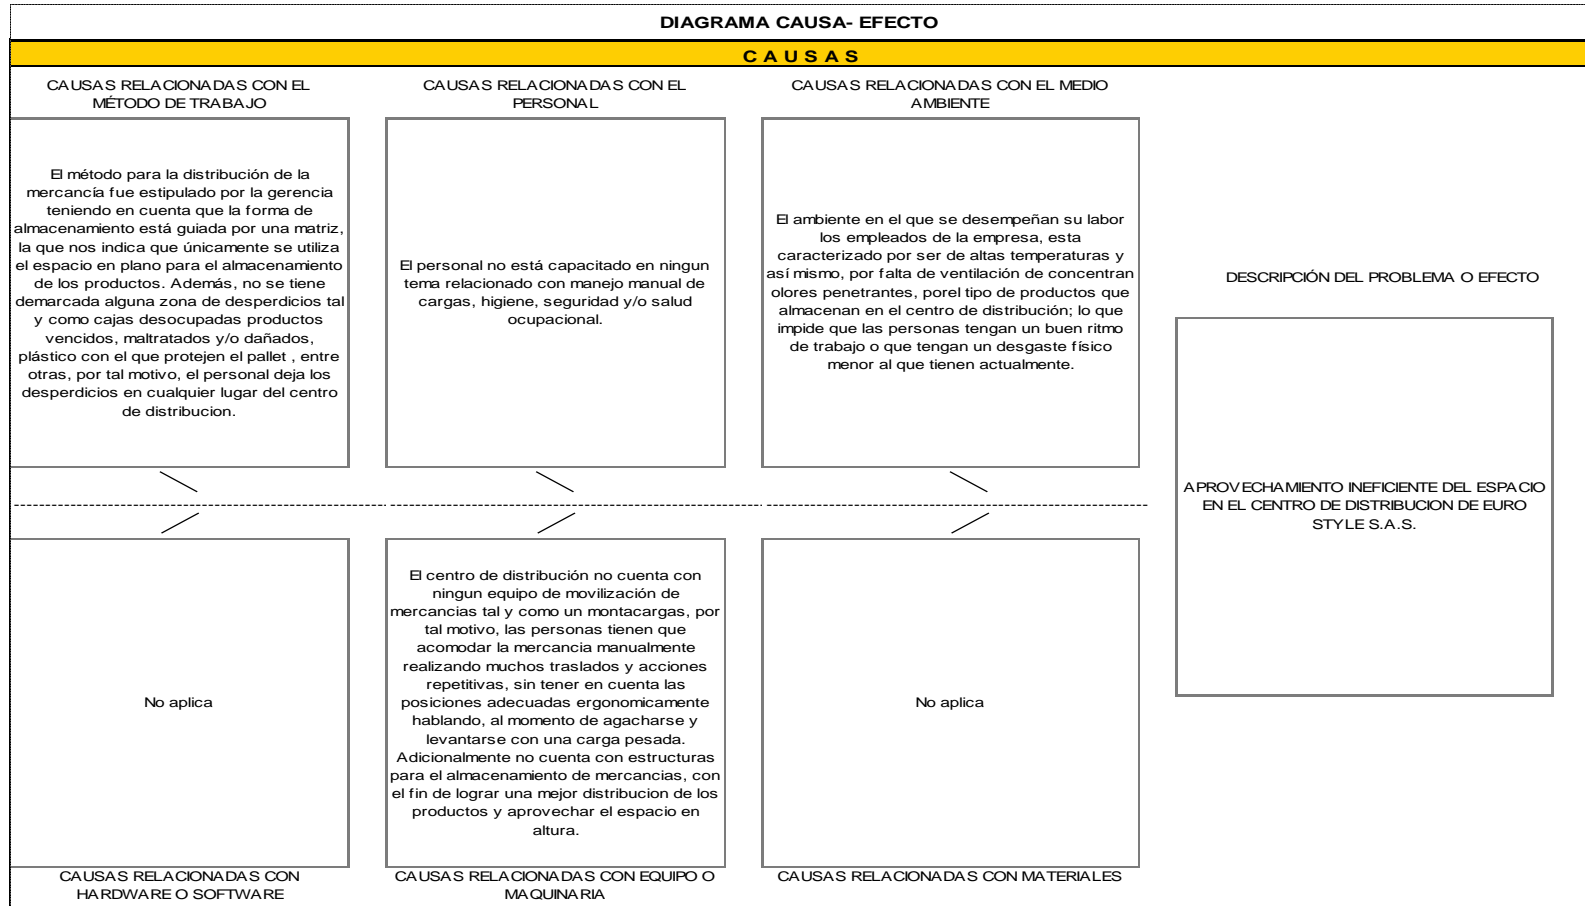 DIAGRAMA CAUSA- EFECTO
C A U S A S
CAUSAS RELACIONADAS CON EL
MÉTODO DE TRABAJO
El método para la distribución de la
mercancía fue estipulado por la gerencia
teniendo en cuenta que la forma de
almacenamiento está guiada por una matriz,
la que nos indica que únicamente se utiliza
el espacio en plano para el almacenamiento
de los productos. Además, no se tiene
demarcada alguna zona de desperdicios tal
y como cajas desocupadas productos
vencidos, maltratados y/o dañados,
plástico con el que protejen el pallet , entre
otras, por tal motivo, el personal deja los
desperdicios en cualquier lugar del centro
de distribucion.
CAUSAS RELACIONADAS CON EL
PERSONAL
El personal no está capacitado en ningun
tema relacionado con manejo manual de
cargas, higiene, seguridad y/o salud
ocupacional.
CAUSAS RELACIONADAS CON EL MEDIO
AMBIENTE
El ambiente en el que se desempeñan su labor
los empleados de la empresa, esta
caracterizado por ser de altas temperaturas y
así mismo, por falta de ventilación de concentran
olores penetrantes, porel tipo de productos que
almacenan en el centro de distribución; lo que
impide que las personas tengan un buen ritmo
de trabajo o que tengan un desgaste físico
menor al que tienen actualmente.
DESCRIPCIÓN DEL PROBLEMA O EFECTO
APROVECHAMIENTO INEFICIENTE DEL ESPACIO
EN EL CENTRO DE DISTRIBUCION DE EURO
STYLE S.A.S.
No aplica
CAUSAS RELACIONADAS CON
HARDWARE O SOFTWARE
El centro de distribución no cuenta con
ningun equipo de movilización de
mercancias tal y como un montacargas, por
tal motivo, las personas tienen que
acomodar la mercancia manualmente
realizando muchos traslados y acciones
repetitivas, sin tener en cuenta las
posiciones adecuadas ergonomicamente
hablando, al momento de agacharse y
levantarse con una carga pesada.
Adicionalmente no cuenta con estructuras
para el almacenamiento de mercancias, con
el fin de lograr una mejor distribucion de los
productos y aprovechar el espacio en
altura.
CAUSAS RELACIONADAS CON EQUIPO O
MAQUINARIA
No aplica
CAUSAS RELACIONADAS CON MATERIALES